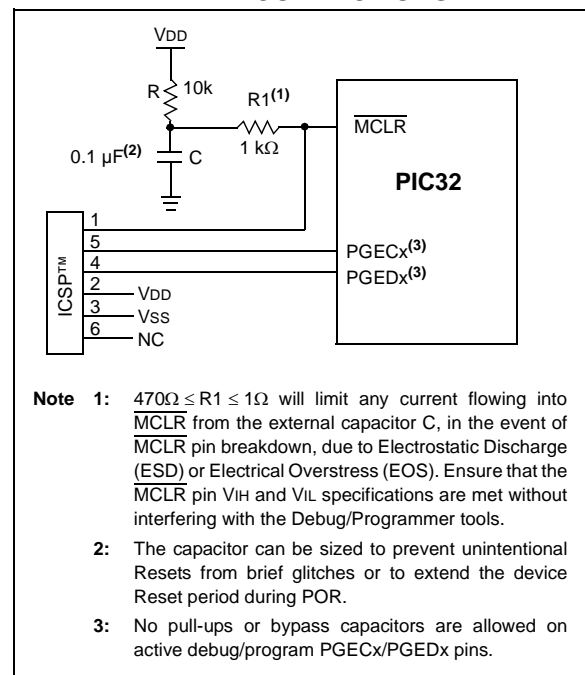 VDD
R 10k
R1(1)
1 kΩ
0.1 µF(2)
C
MCLR
PIC32
PGECx(3)
PGEDx(3)
ICSP™
1
5
4
2 VDD
3 VSS
6 NC
Note 1: 470Ω ≤ R1 ≤ 1Ω will limit any current flowing into
MCLR from the external capacitor C, in the event of
MCLR pin breakdown, due to Electrostatic Discharge
(ESD) or Electrical Overstress (EOS). Ensure that the
MCLR pin VIH and VIL specifications are met without
interfering with the Debug/Programmer tools.
2: The capacitor can be sized to prevent unintentional
Resets from brief glitches or to extend the device
Reset period during POR.
3: No pull-ups or bypass capacitors are allowed on
active debug/program PGECx/PGEDx pins.